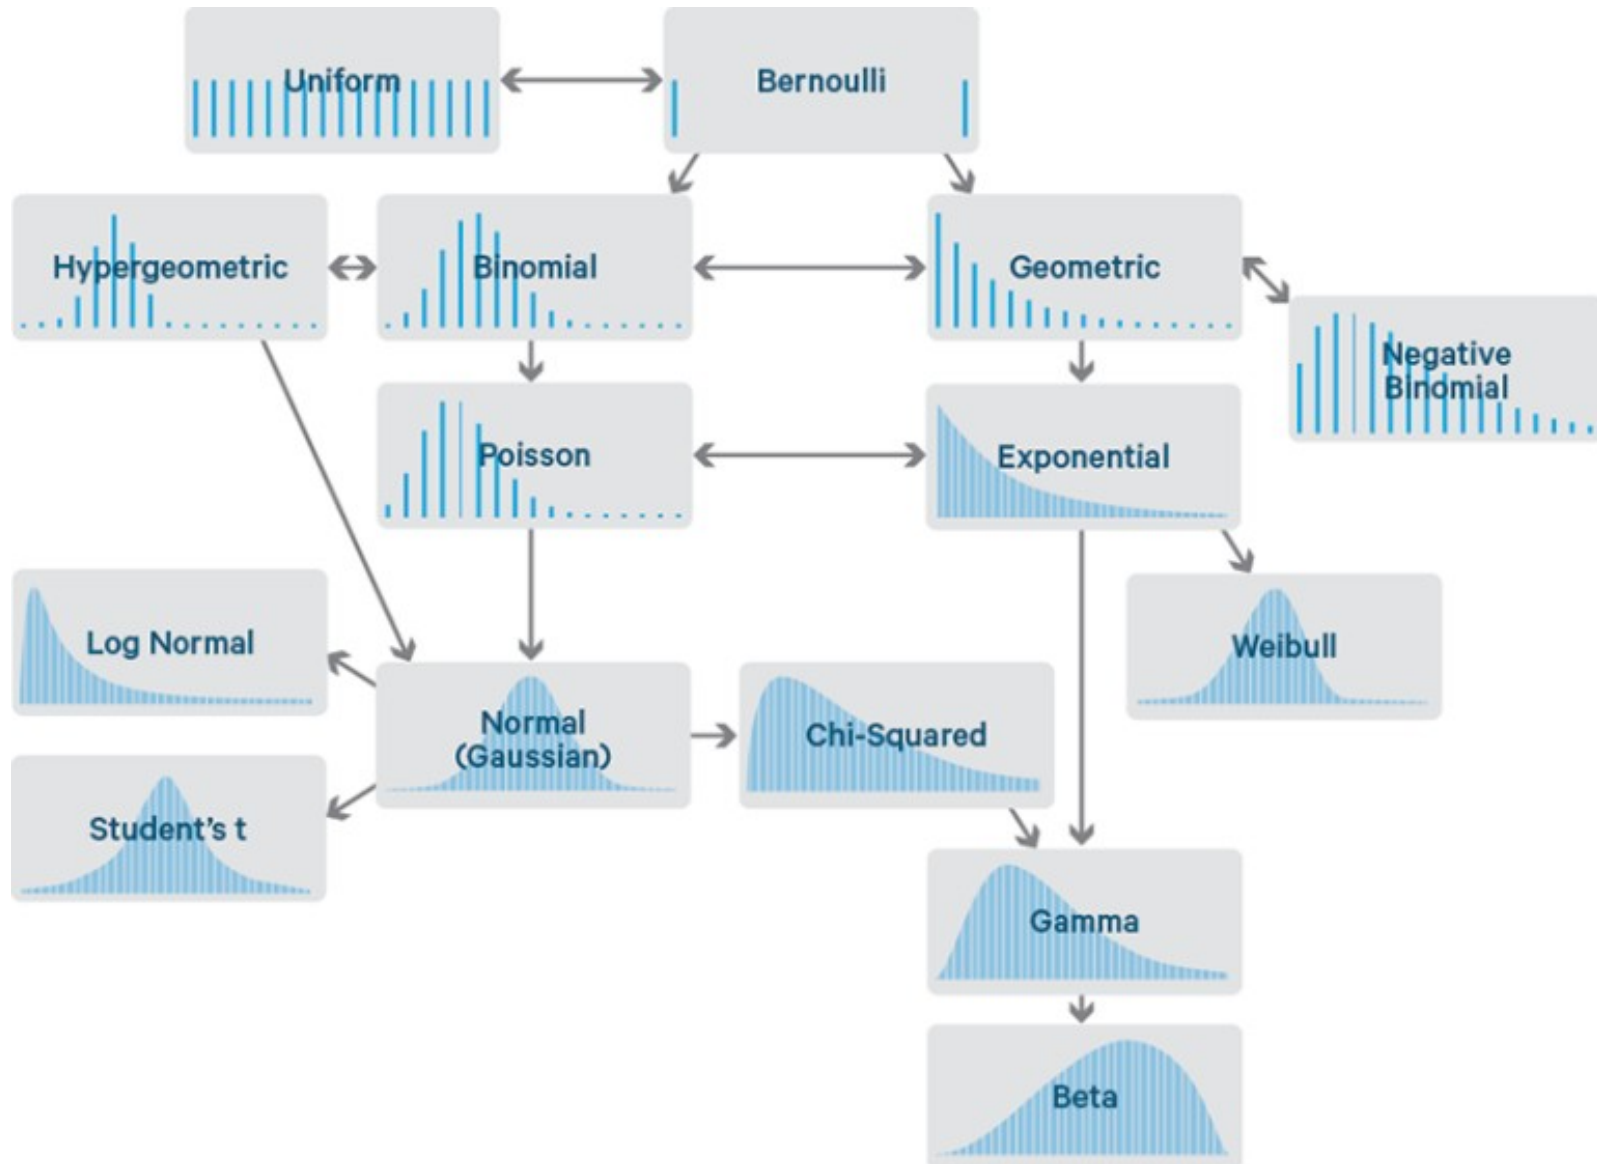 Uniform
Bernoulli
Hypergeometric
Binomial
Geometric
Negative
Binomial
Poisson
Exponential
Log Normal
Weibull
Normal
(Gaussian)
Chi-Squared
Student’s t
Gamma
Beta